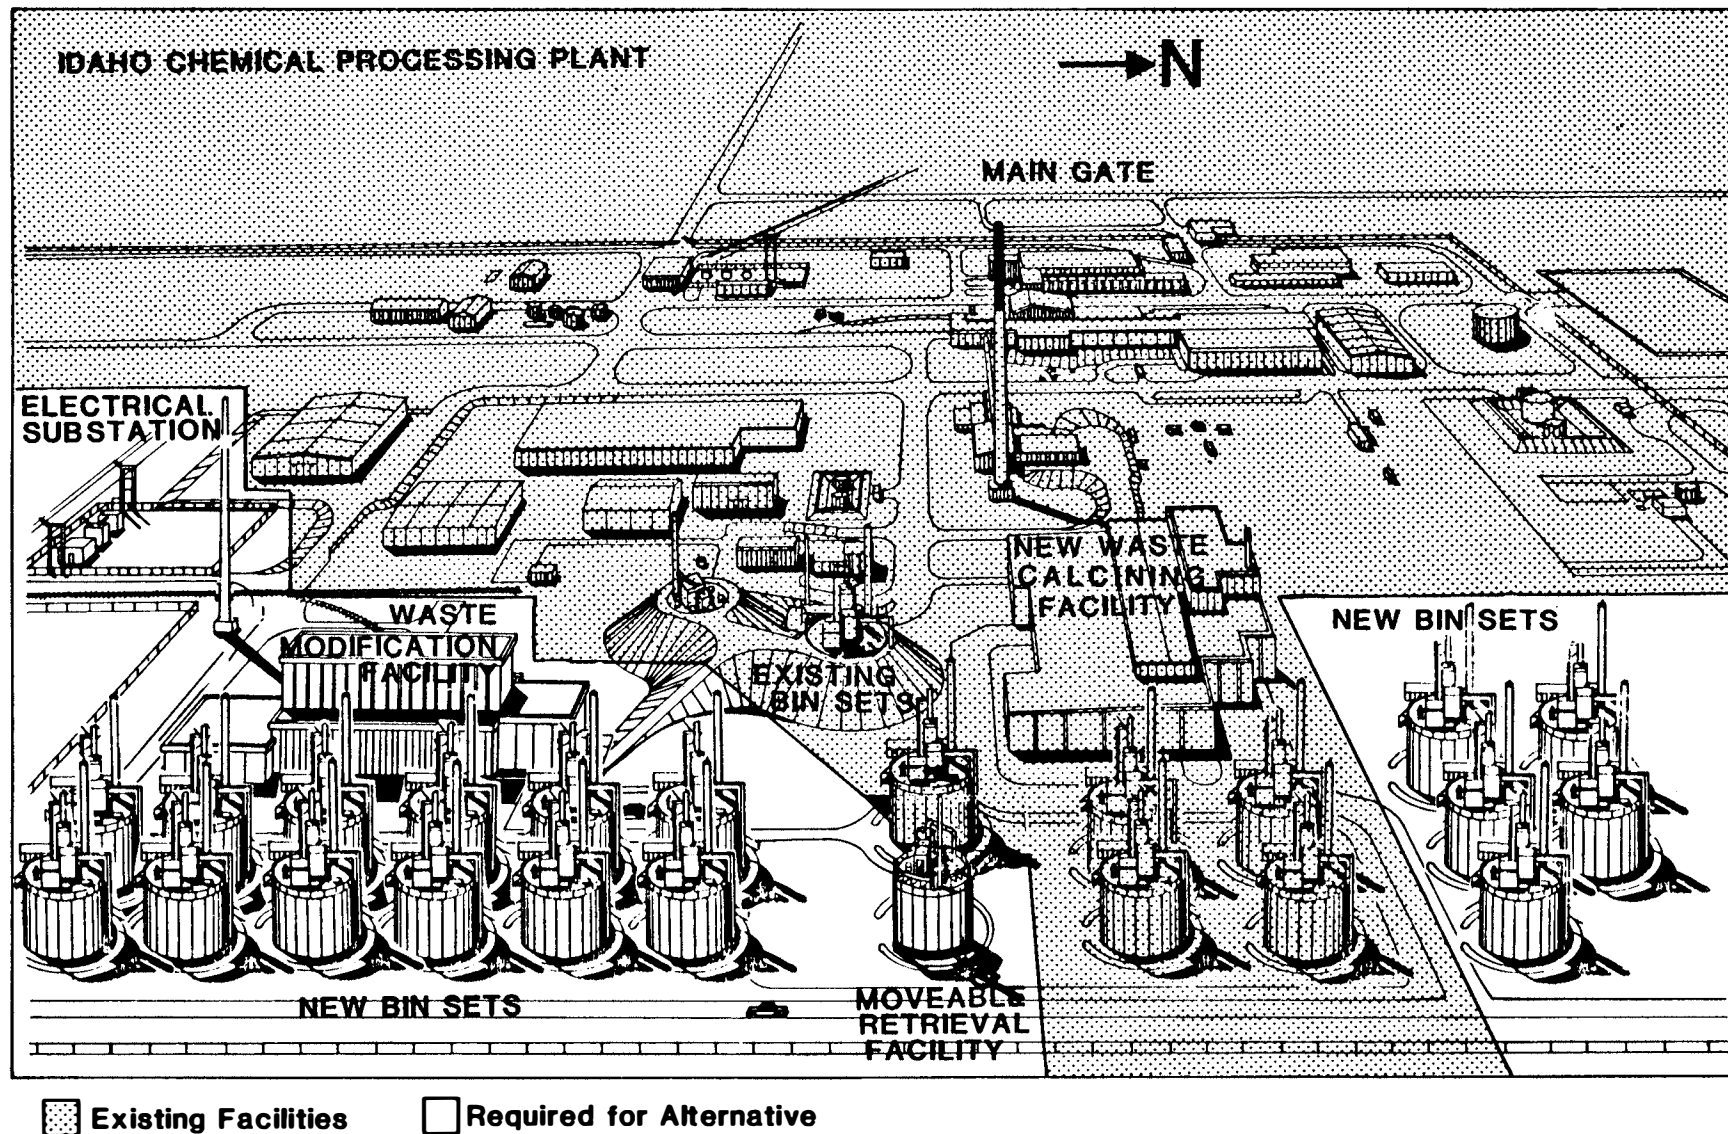 IDAHO CHEMICAL PROCESSING PLANT
N
MAIN GATE
ELECTRICAL
SUBSTATION
NEW WASTE
CALCINING
FACILITY
WASTE
MODIFICATION
FACILITY
NEW BIN SETS
EXISTING
BIN SETS
NEW BIN SETS
MOVEABLE
RETRIEVAL
FACILITY
Existing Facilities
Required for Alternative